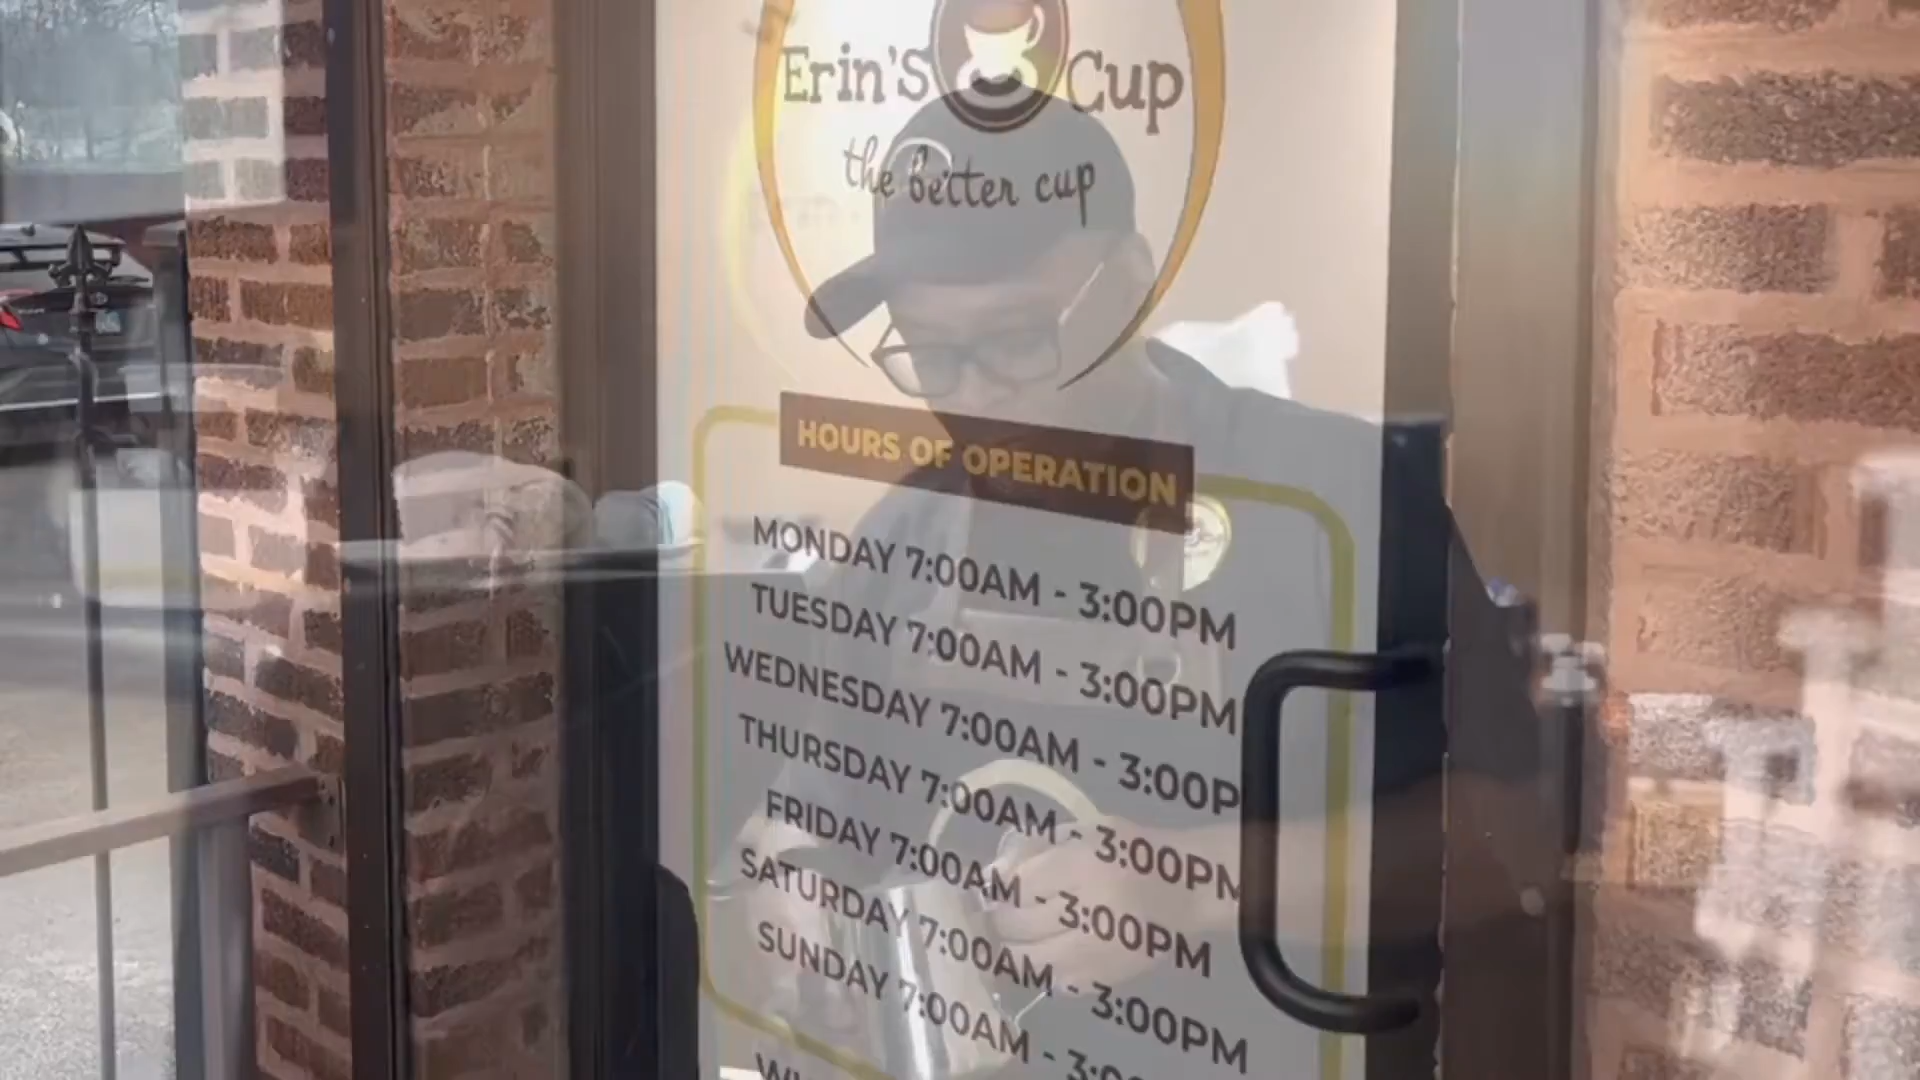 Erin's Cup
the better cup
HOURS OF OPERATION
MONDAY 7:00AM - 3:00PM
TUESDAY 7:00AM - 3:00PM
WEDNESDAY 7:00AM - 3:00P
THURSDAY 7:00AM - 3:00PM
FRIDAY 7:00AM - 3:00PM
SATURDAY 7:00AM - 3:00PM
SUNDAY 7:00AM - 3:0